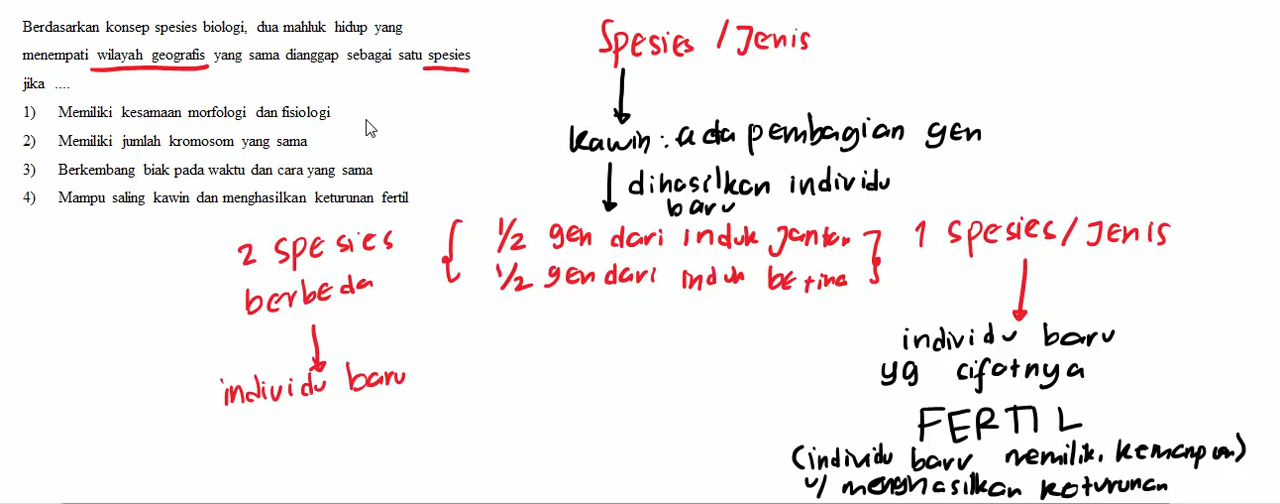 Berdasarkan konsep spesies biologi, dua mahluk hidup yang
menempati wilayah geografis yang sama dianggap sebagai satu spesies
jika ....
1) Memiliki kesamaan morfologi dan fisiologi
2) Memiliki jumlah kromosom yang sama
3) Berkembang biak pada waktu dan cara yang sama
4) Mampu saling kawin dan menghasilkan keturunan fertil
Spesies / Jenis
kawin : ada pembagian gen
dihasilkan individu
baru
1/2 gen dari induk jantan
1/2 gen dari induk betina
2 spesies
berbeda
individu baru
1 spesies / Jenis
individu baru
yg cifatnya
FERTIL
(individu baru memiliki kemampuan)
u/ menghasilkan keturunan